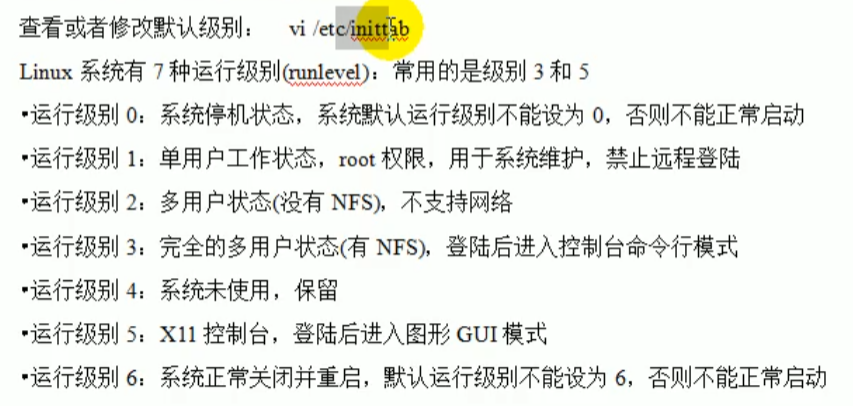 查看或者修改默认级别： vi /etc/inittab
Linux 系统有 7 种运行级别(runlevel)：常用的是级别 3 和 5
•运行级别 0：系统停机状态，系统默认运行级别不能设为 0，否则不能正常启动
•运行级别 1：单用户工作状态，root 权限，用于系统维护，禁止远程登陆
•运行级别 2：多用户状态(没有 NFS)，不支持网络
•运行级别 3：完全的多用户状态(有 NFS)，登陆后进入控制台命令行模式
•运行级别 4：系统未使用，保留
•运行级别 5：X11 控制台，登陆后进入图形 GUI 模式
•运行级别 6：系统正常关闭并重启，默认运行级别不能设为 6，否则不能正常启动